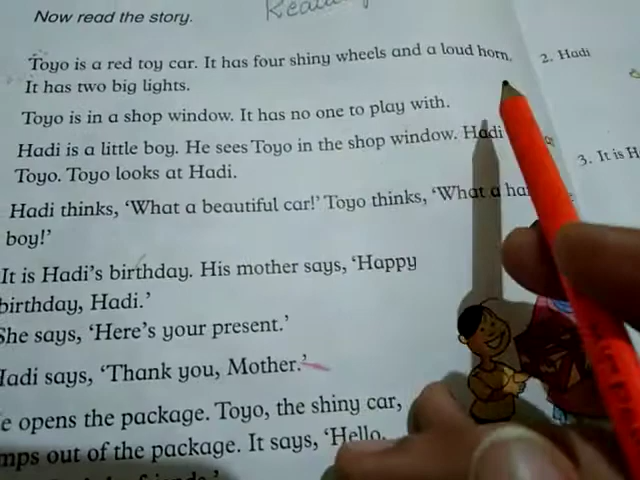 Now read the story.
Toyo is a red toy car. It has four shiny wheels and a loud horn.
It has two big lights.
Toyo is in a shop window. It has no one to play with.
Hadi is a little boy. He sees Toyo in the shop window. Hadi
Toyo. Toyo looks at Hadi.
Hadi thinks, ‘What a beautiful car!’ Toyo thinks, ‘What a
boy!’
It is Hadi’s birthday. His mother says, ‘Happy
birthday, Hadi.’
She says, ‘Here’s your present.’
Hadi says, ‘Thank you, Mother.’
opens the package. Toyo, the shiny car,
out of the package. It says, ‘Hello.
2. Hadi
3. It is